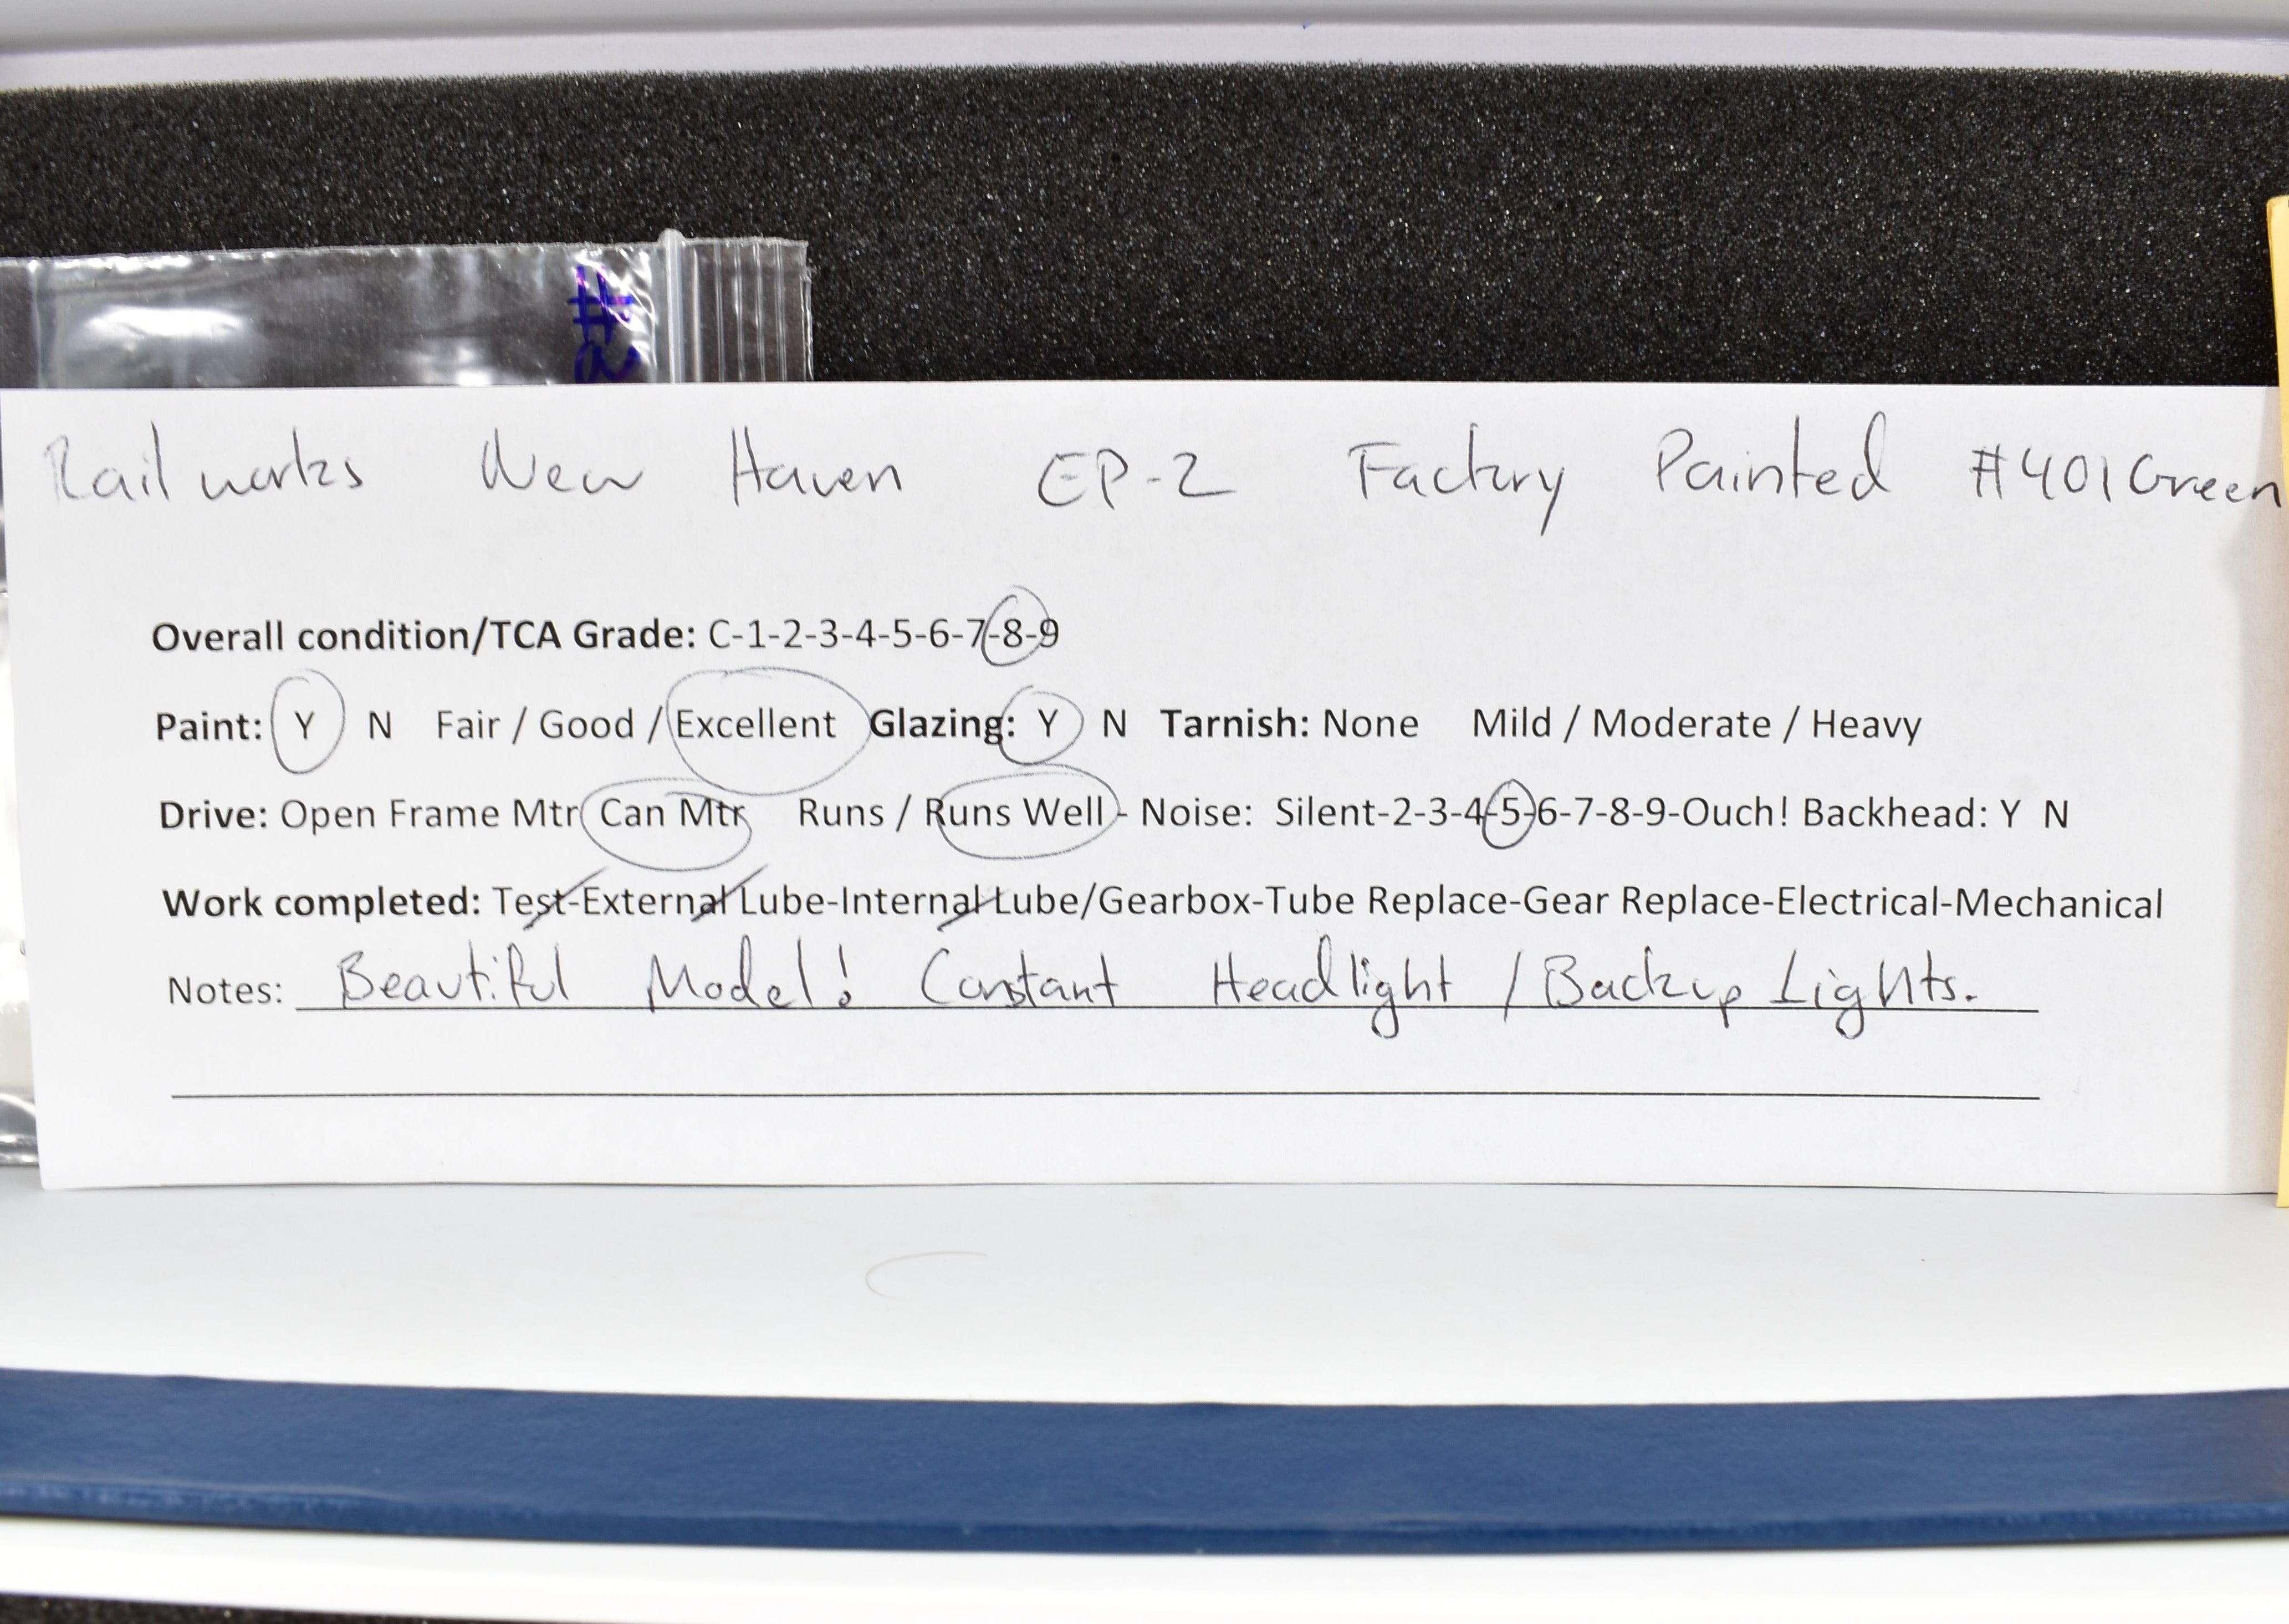 #
Railworks New Haven EP-2 Factory Painted #401 Green
Overall condition/TCA Grade: C-1-2-3-4-5-6-7-8-9
Paint: Y N Fair / Good / Excellent Glazing: Y N Tarnish: None Mild / Moderate / Heavy
Drive: Open Frame Mtr Can Mtr Runs / Runs Well - Noise: Silent-2-3-4-5-6-7-8-9-Ouch! Backhead: Y N
Work completed: Test-External Lube-Internal Lube/Gearbox-Tube Replace-Gear Replace-Electrical-Mechanical
Notes: Beautiful Model! Constant Headlight / Backup Lights.